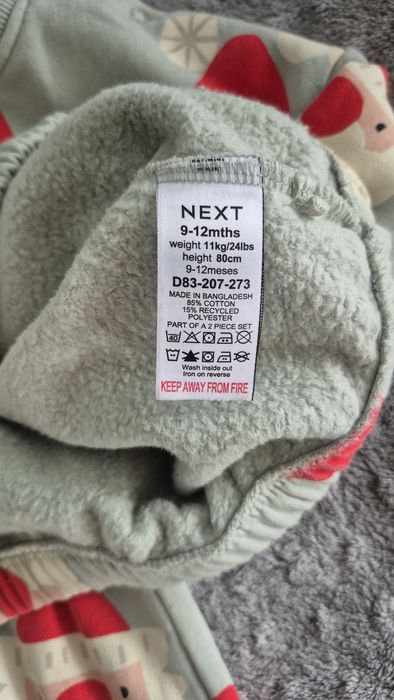 NEXT
9-12mths
weight 11kg/24lbs
height 80cm
9-12meses
D83-207-273
MADE IN BANGLADESH
85% COTTON
15% RECYCLED
POLYESTER
PART OF A 2 PIECE SET
40
Wash inside out
Iron on reverse
KEEP AWAY FROM FIRE